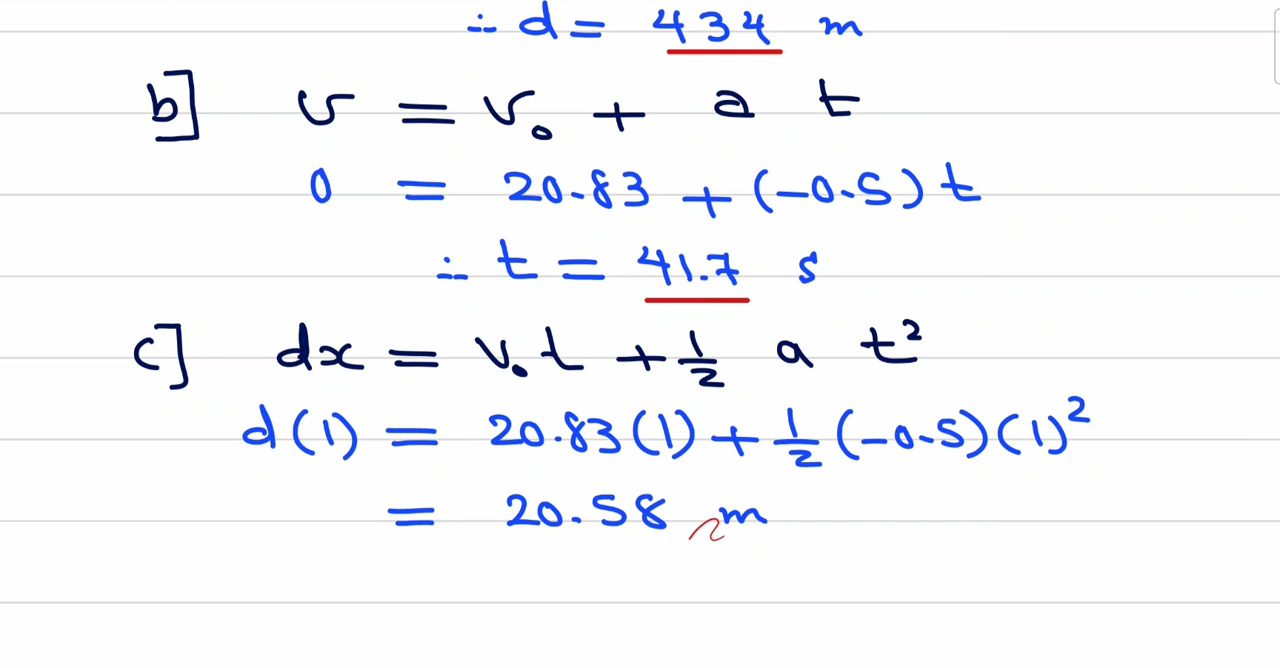 ∴ d = 434 m
b] v = v₀ + a t
0 = 20.83 + (-0.5) t
∴ t = 41.7 s
c] dx = v₀t + ½ a t²
d(1) = 20.83(1) + ½(-0.5)(1)²
= 20.58 m